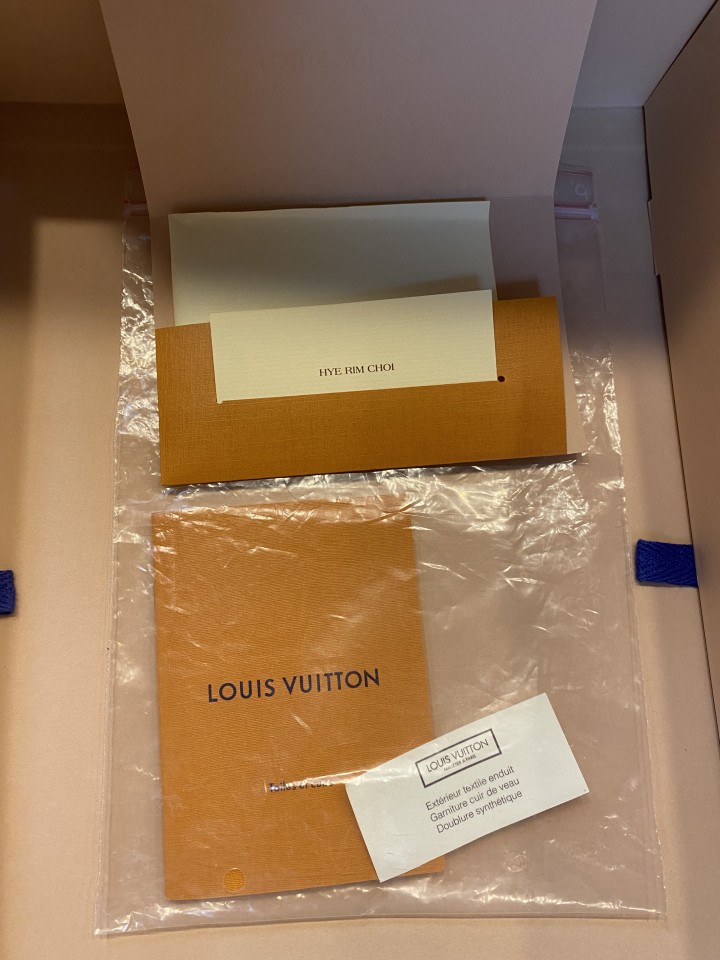 HYE RIM CHOI
LOUIS VUITTON
LOUIS VUITTON
Extérieur textile enduit
Garniture cuir de veau
Doublure synthétique